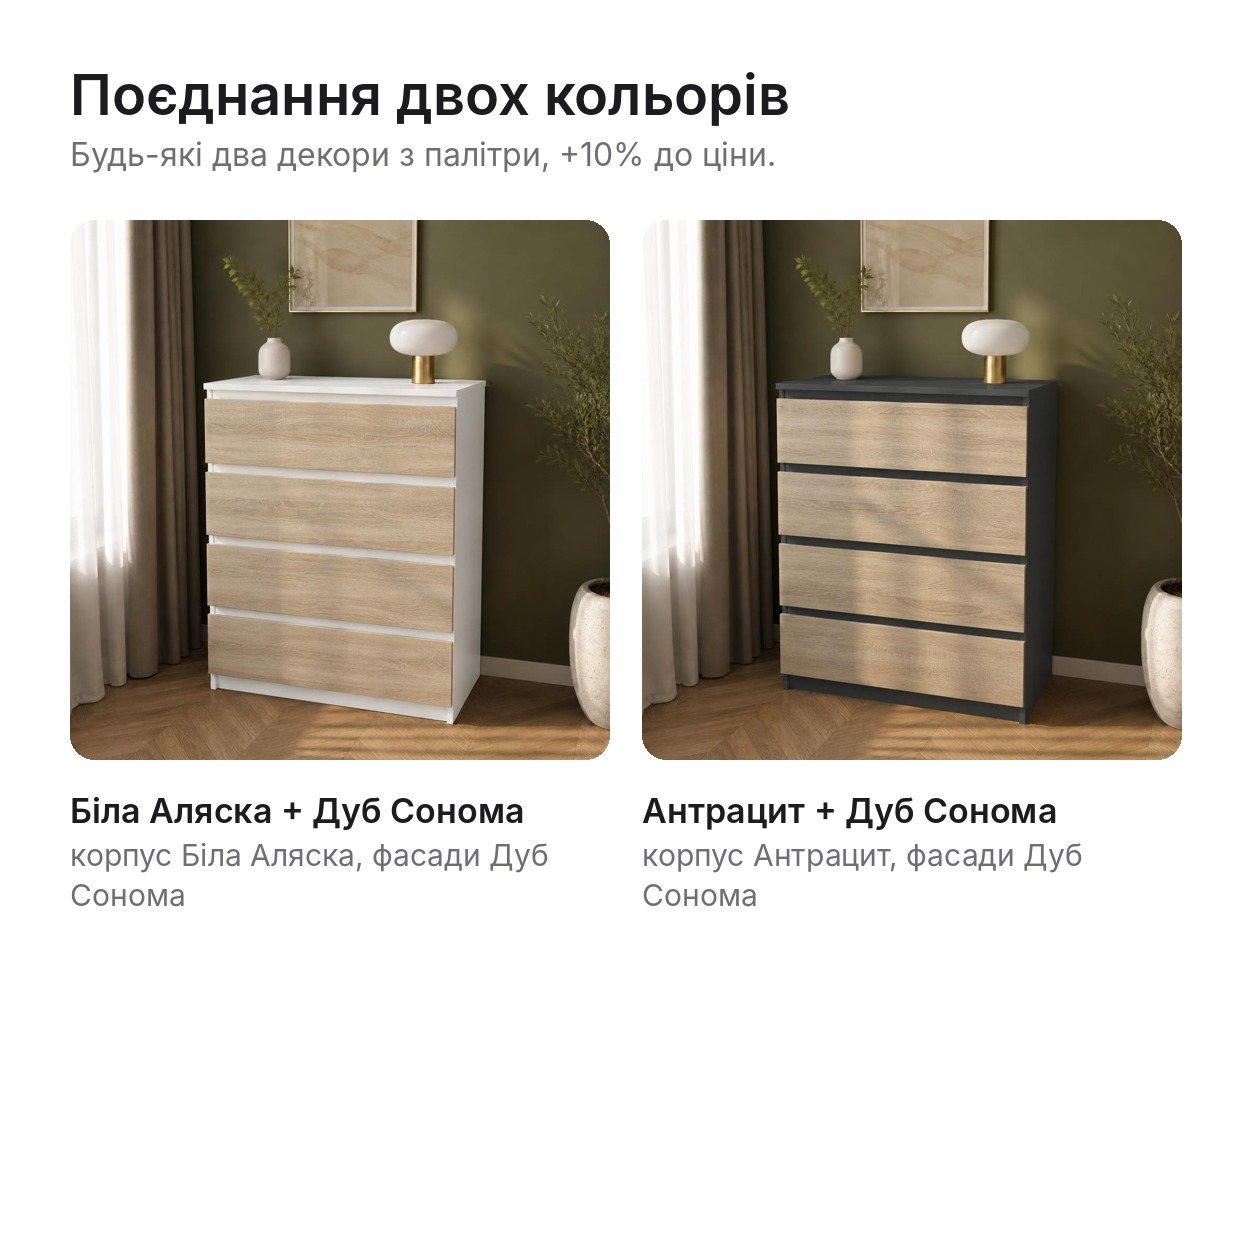 Поєднання двох кольорів
Будь-які два декори з палітри, +10% до ціни.
Біла Аляска + Дуб Сонома
корпус Біла Аляска, фасади Дуб
Сонома
Антрацит + Дуб Сонома
корпус Антрацит, фасади Дуб
Сонома